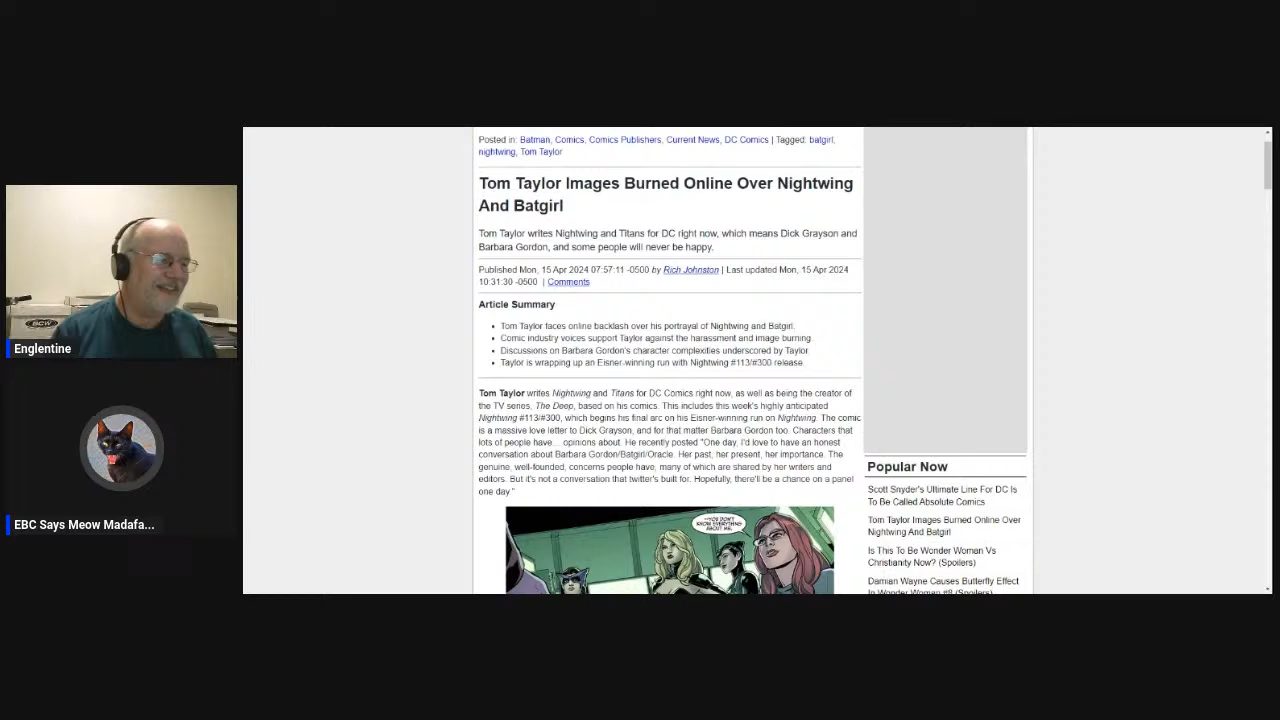 Posted in: Batman, Comics, Comics Publishers, Current News, DC Comics | Tagged: batgirl,
nightwing, Tom Taylor
Tom Taylor Images Burned Online Over Nightwing
And Batgirl
Tom Taylor writes Nightwing and Titans for DC right now, which means Dick Grayson and
Barbara Gordon, and some people will never be happy.
Published Mon, 15 Apr 2024 07:57:11 -0500 by Rich Johnston | Last updated Mon, 15 Apr 2024
10:31:30 -0500 | Comments
Article Summary
• Tom Taylor faces online backlash over his portrayal of Nightwing and Batgirl.
• Comic industry voices support Taylor against the harassment and image burning.
• Discussions on Barbara Gordon's character complexities underscored by Taylor.
• Taylor is wrapping up an Eisner-winning run with Nightwing #113/#300 release.
Tom Taylor writes Nightwing and Titans for DC Comics right now, as well as being the creator of
the TV series, The Deep, based on his comics. This includes this week's highly anticipated
Nightwing #113/#300, which begins his final arc on his Eisner-winning run on Nightwing. The comic
is a massive love letter to Dick Grayson, and for that matter Barbara Gordon too. Characters that
lots of people have... opinions about. He recently posted "One day, I'd love to have an honest
conversation about Barbara Gordon/Batgirl/Oracle. Her past, her present, her importance. The
genuine, well-founded, concerns people have, many of which are shared by her writers and
editors. But it's not a conversation that twitter's built for. Hopefully, there'll be a chance on a panel
one day."
—YOU DON'T
KNOW EVERYTHING
ABOUT ME.
Popular Now
Scott Snyder's Ultimate Line For DC Is
To Be Called Absolute Comics
Tom Taylor Images Burned Online Over
Nightwing And Batgirl
Is This To Be Wonder Woman Vs
Christianity Now? (Spoilers)
Damian Wayne Causes Butterfly Effect
In Wonder Woman #8 (Spoilers)
BCW
Englentine
EBC Says Meow Madafa...